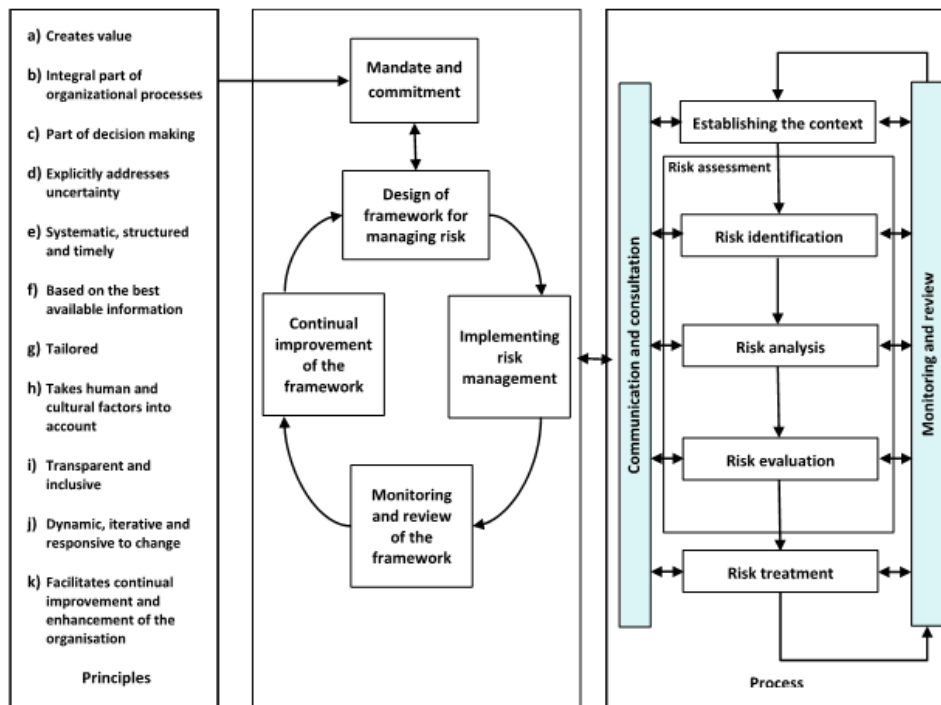 a) Creates value
b) Integral part of
organizational processes
c) Part of decision making
d) Explicitly addresses
uncertainty
e) Systematic, structured
and timely
f) Based on the best
available information
g) Tailored
h) Takes human and
cultural factors into
account
i) Transparent and
inclusive
j) Dynamic, iterative and
responsive to change
k) Facilitates continual
improvement and
enhancement of the
organisation
Principles
Mandate and
commitment
Design of
framework for
managing risk
Implementing
risk
management
Monitoring
and review
of the
framework
Continual
improvement
of the
framework
Communication and consultation
Establishing the context
Risk assessment
Risk identification
Risk analysis
Risk evaluation
Risk treatment
Monitoring and review
Process